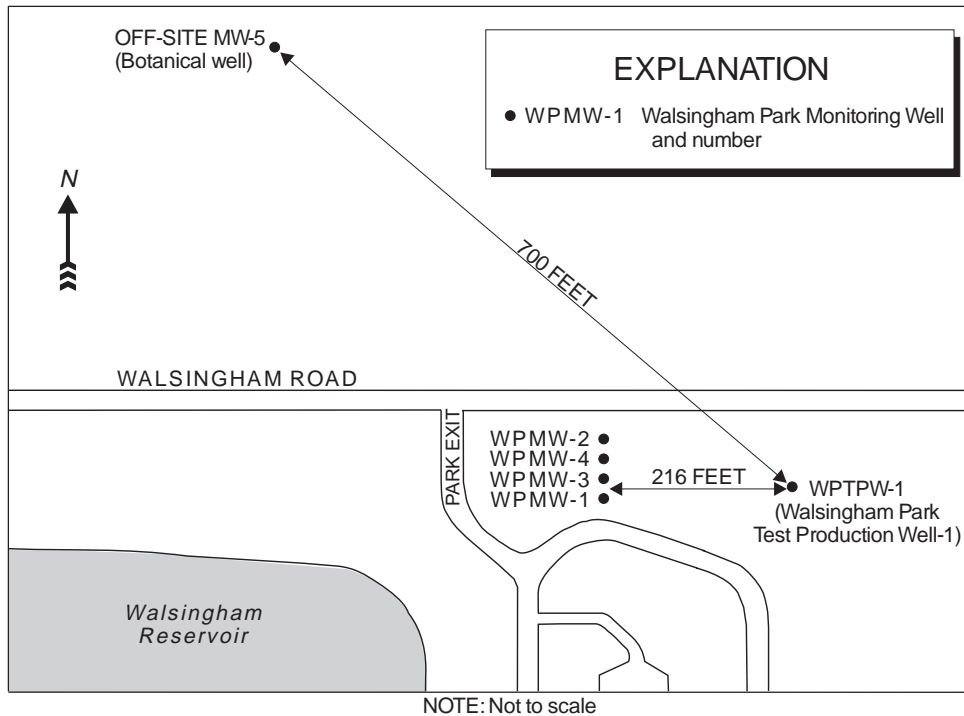 OFF-SITE MW-5
(Botanical well)
EXPLANATION
WPMW-1 Walsingham Park Monitoring Well
and number
N
700 FEET
WALSINGHAM ROAD
PARK EXIT
WPMW-2
WPMW-4
WPMW-3
WPMW-1
216 FEET
WPTPW-1
(Walsingham Park
Test Production Well-1)
Walsingham
Reservoir
NOTE: Not to scale